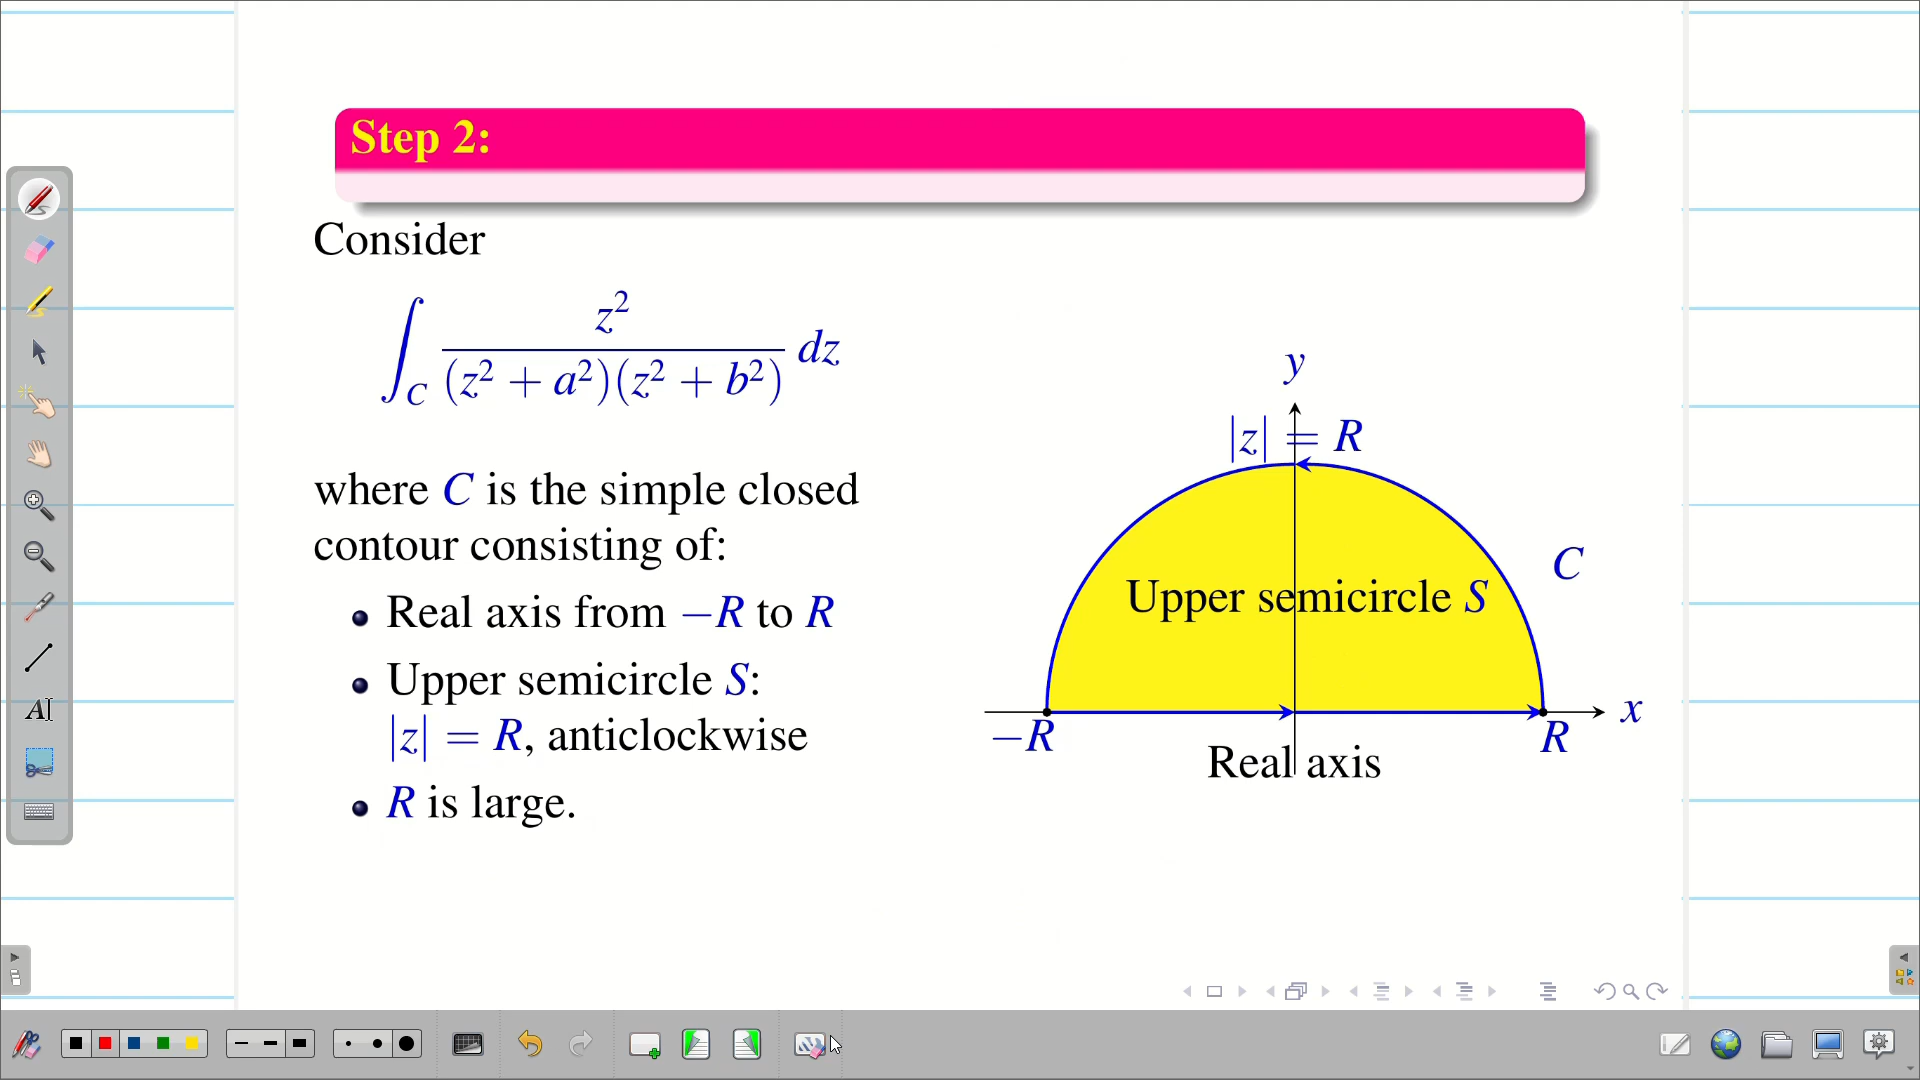 Step 2:
Consider
∫_C z² / ((z² + a²)(z² + b²)) dz
where C is the simple closed
contour consisting of:
Real axis from −R to R
Upper semicircle S:
|z| = R, anticlockwise
R is large.
y
|z| = R
C
Upper semicircle S
x
−R
R
Real axis
A